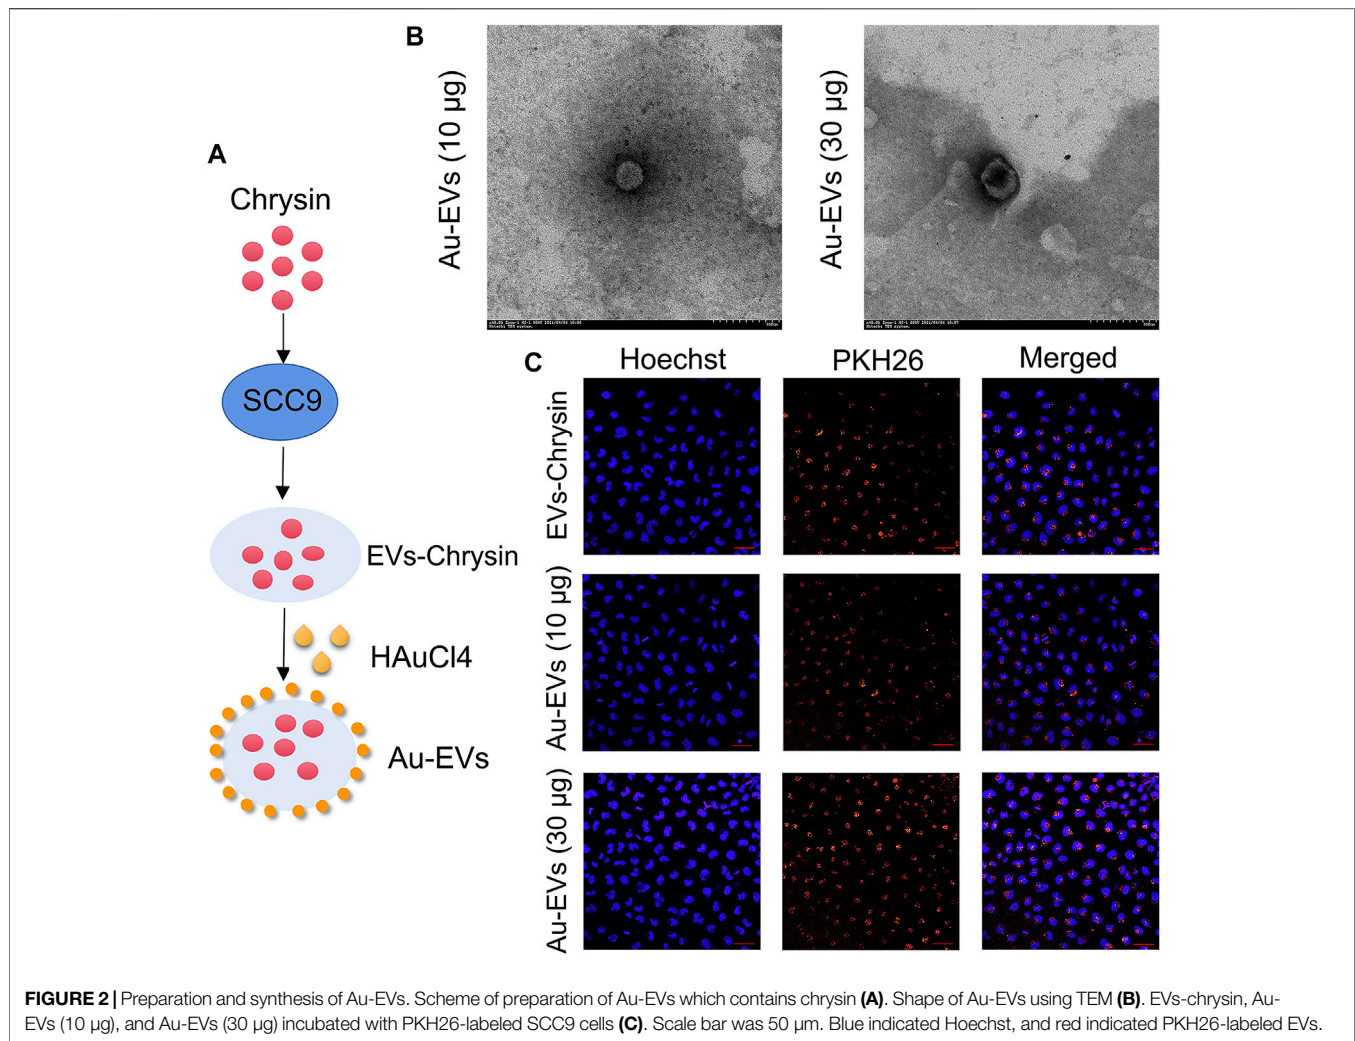 A
Chrysin
SCC9
EVs-Chrysin
HAuCl4
Au-EVs
B
Au-EVs (10 µg)
Au-EVs (30 µg)
C
Hoechst
PKH26
Merged
EVs-Chrysin
Au-EVs (10 µg)
Au-EVs (30 µg)
FIGURE 2 | Preparation and synthesis of Au-EVs. Scheme of preparation of Au-EVs which contains chrysin (A). Shape of Au-EVs using TEM (B). EVs-chrysin, Au-
EVs (10 µg), and Au-EVs (30 µg) incubated with PKH26-labeled SCC9 cells (C). Scale bar was 50 µm. Blue indicated Hoechst, and red indicated PKH26-labeled EVs.